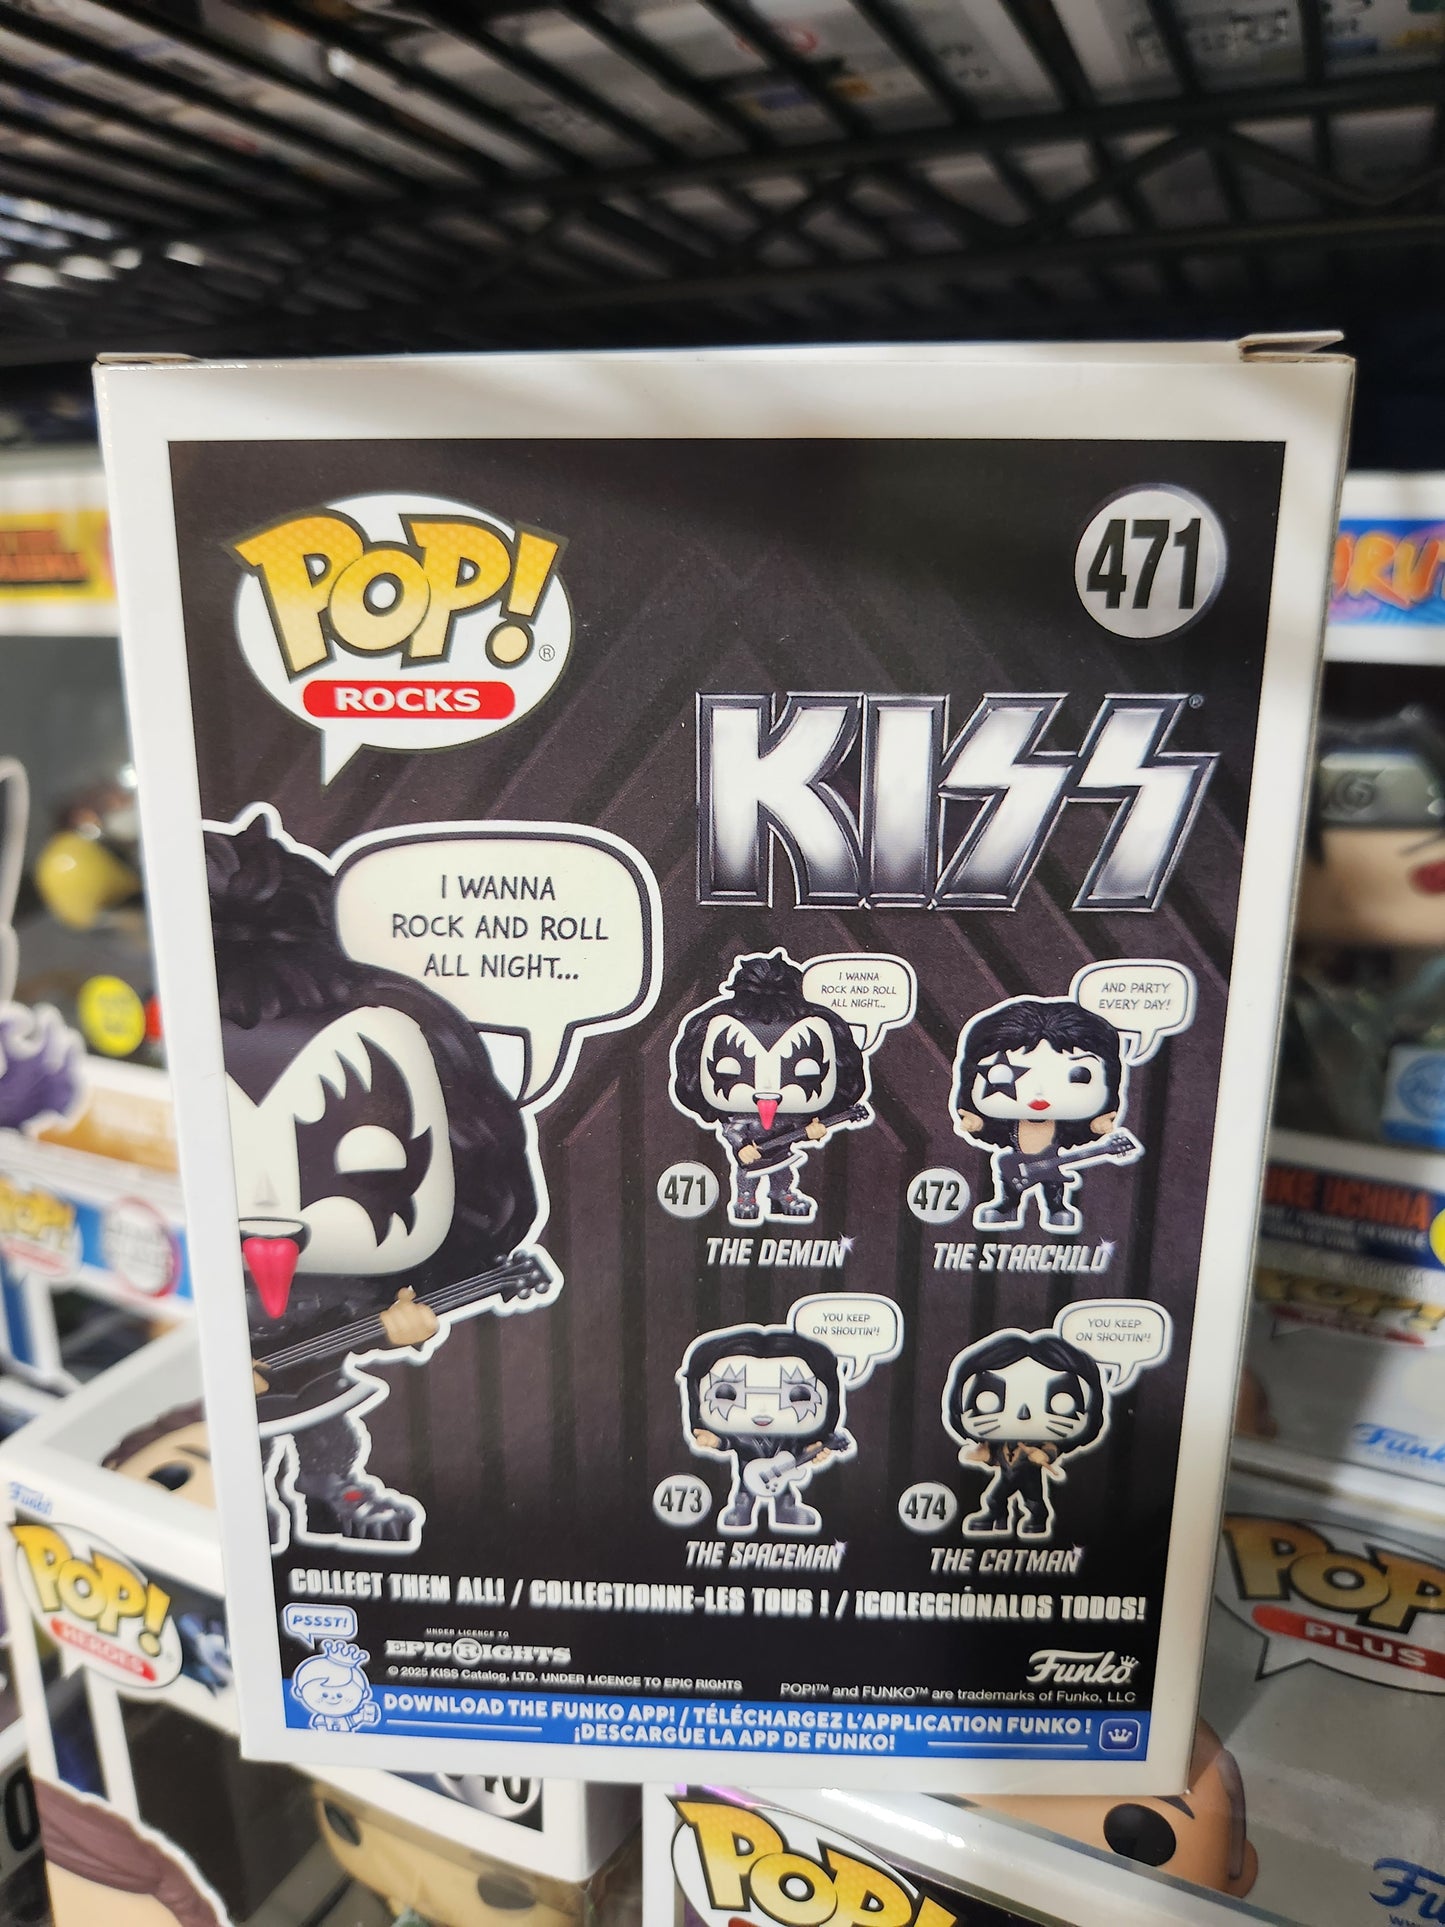 POP!®
ROCKS
471
KISS®
I WANNA
ROCK AND ROLL
ALL NIGHT...
I WANNA
ROCK AND ROLL
ALL NIGHT...
471
THE DEMON
AND PARTY
EVERY DAY!
472
THE STARCHILD
YOU KEEP
ON SHOUTIN'!
473
THE SPACEMAN
YOU KEEP
ON SHOUTIN'!
474
THE CATMAN
COLLECT THEM ALL! / COLLECTIONNE-LES TOUS ! / ¡COLECCIÓNALOS TODOS!
PSSST!
UNDER LICENSE TO
EPIC RIGHTS
© 2025 KISS Catalog, LTD. UNDER LICENCE TO EPIC RIGHTS
Funko
POP!™ and FUNKO™ are trademarks of Funko, LLC
DOWNLOAD THE FUNKO APP! / TÉLÉCHARGEZ L'APPLICATION FUNKO !
¡DESCARGUE LA APP DE FUNKO!
UCHIHA
Funko
POP!
HEROES
POP
PLUS
POP